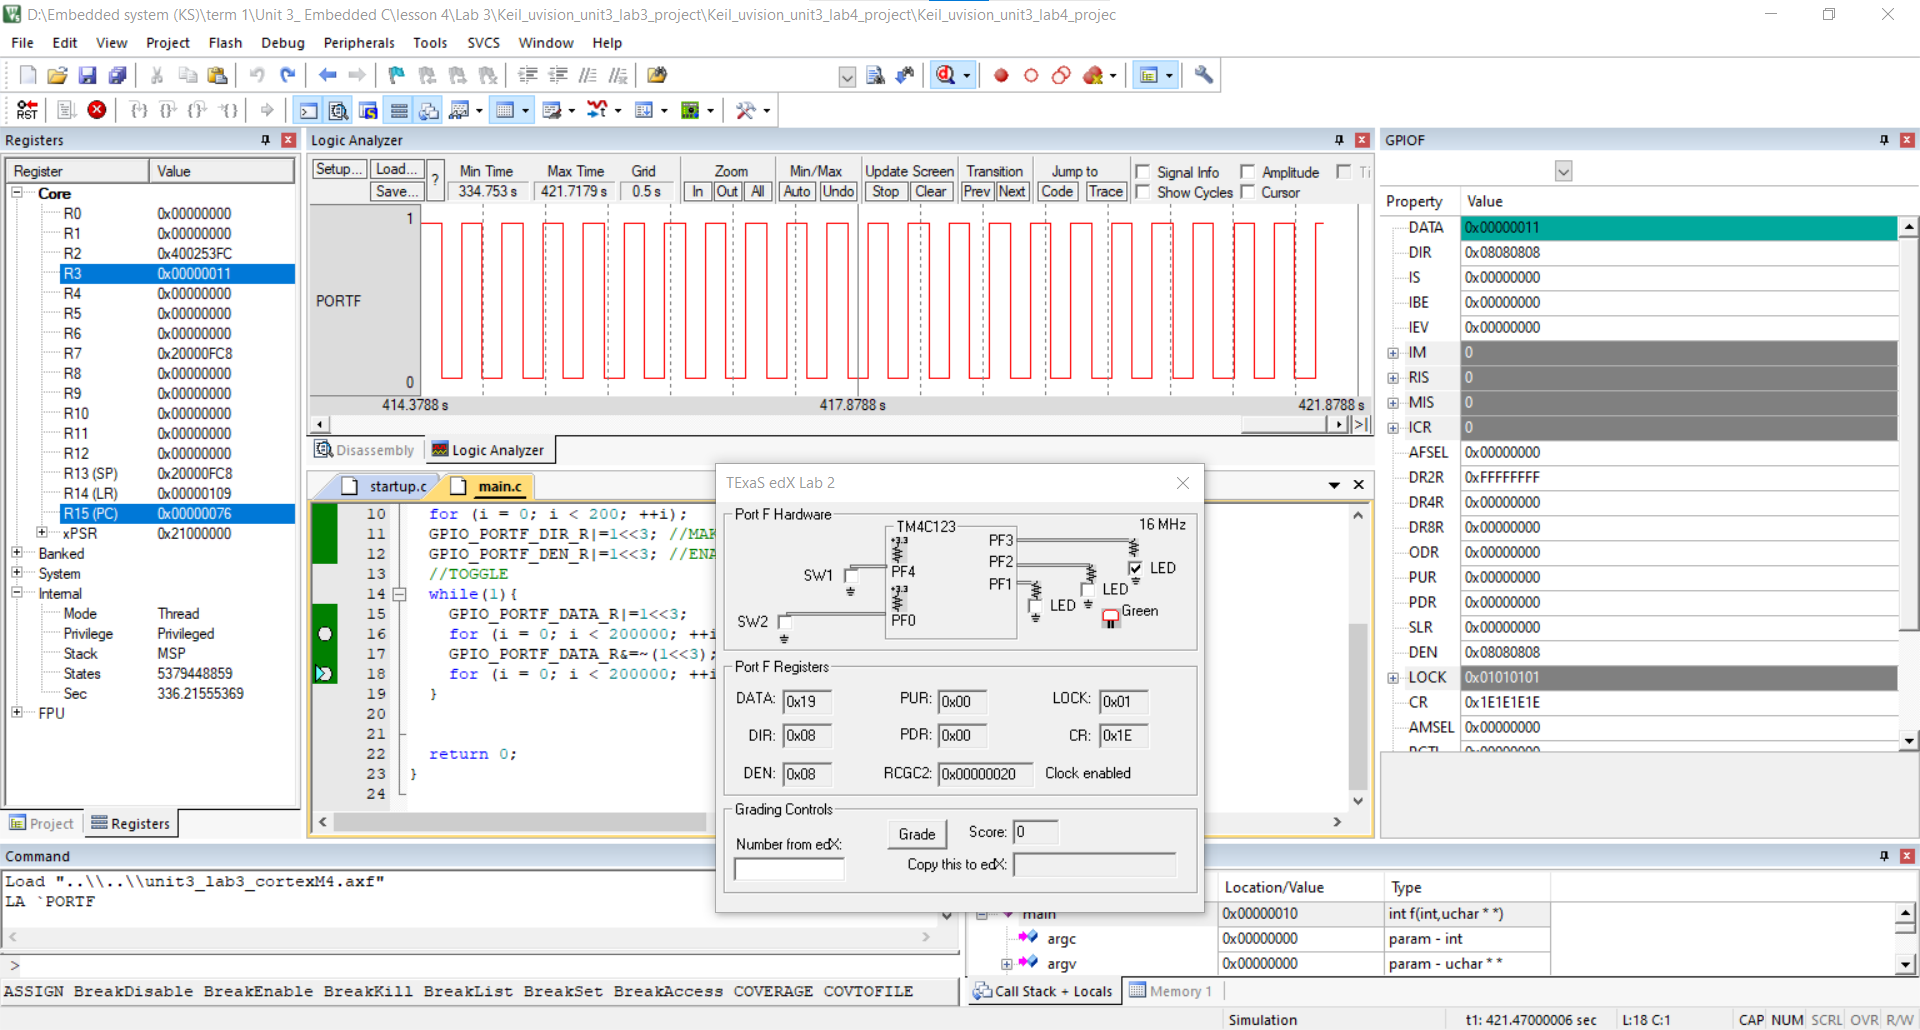 D:\Embedded system (KS)\term 1\Unit 3_ Embedded C\lesson 4\Lab 3\Keil_uvision_unit3_lab3_project\Keil_uvision_unit3_lab4_project\Keil_uvision_unit3_lab4_projec
File Edit View Project Flash Debug Peripherals Tools SVCS Window Help
RST
Registers
Register Value
Core
R0 0x00000000
R1 0x00000000
R2 0x400253FC
R3 0x00000011
R4 0x00000000
R5 0x00000000
R6 0x00000000
R7 0x20000FC8
R8 0x00000000
R9 0x00000000
R10 0x00000000
R11 0x00000000
R12 0x00000000
R13 (SP) 0x20000FC8
R14 (LR) 0x00000109
R15 (PC) 0x00000076
xPSR 0x21000000
Banked
System
Internal
Mode Thread
Privilege Privileged
Stack MSP
States 5379448859
Sec 336.21555369
FPU
Project Registers
Logic Analyzer
Setup... Load... Min Time Max Time Grid Zoom Min/Max Update Screen Transition Jump to Signal Info Amplitude Ti
Save... ? 334.753 s 421.7179 s 0.5 s In Out All Auto Undo Stop Clear Prev Next Code Trace Show Cycles Cursor
1
PORTF
0
414.3788 s 417.8788 s 421.8788 s
Disassembly Logic Analyzer
startup.c main.c
10 for (i = 0; i < 200; ++i);
11 GPIO_PORTF_DIR_R|=1<<3; //MAK
12 GPIO_PORTF_DEN_R|=1<<3; //ENA
13 //TOGGLE
14 while(1){
15 GPIO_PORTF_DATA_R|=1<<3;
16 for (i = 0; i < 200000; ++i
17 GPIO_PORTF_DATA_R&=~(1<<3);
18 for (i = 0; i < 200000; ++i
19 }
20
21
22 return 0;
23 }
24
TExaS edX Lab 2
Port F Hardware
TM4C123 16 MHz
+3.3 PF3
SW1 PF4 PF2 LED
+3.3 PF1 LED
SW2 PF0 LED Green
Port F Registers
DATA: 0x19 PUR: 0x00 LOCK: 0x01
DIR: 0x08 PDR: 0x00 CR: 0x1E
DEN: 0x08 RCGC2: 0x00000020 Clock enabled
Grading Controls
Number from edX: Grade Score: 0
Copy this to edX:
GPIOF
Property Value
DATA 0x00000011
DIR 0x08080808
IS 0x00000000
IBE 0x00000000
IEV 0x00000000
IM 0
RIS 0
MIS 0
ICR 0
AFSEL 0x00000000
DR2R 0xFFFFFFFF
DR4R 0x00000000
DR8R 0x00000000
ODR 0x00000000
PUR 0x00000000
PDR 0x00000000
SLR 0x00000000
DEN 0x08080808
LOCK 0x01010101
CR 0x1E1E1E1E
AMSEL 0x00000000
Command
Load "..\\..\\unit3_lab3_cortexM4.axf"
LA `PORTF
>
ASSIGN BreakDisable BreakEnable BreakKill BreakList BreakSet BreakAccess COVERAGE COVTOFILE
Location/Value Type
main 0x00000010 int f(int,uchar * *)
argc 0x00000000 param - int
argv 0x00000000 param - uchar * *
Call Stack + Locals Memory 1
Simulation t1: 421.47000006 sec L:18 C:1 CAP NUM SCRL OVR R/W